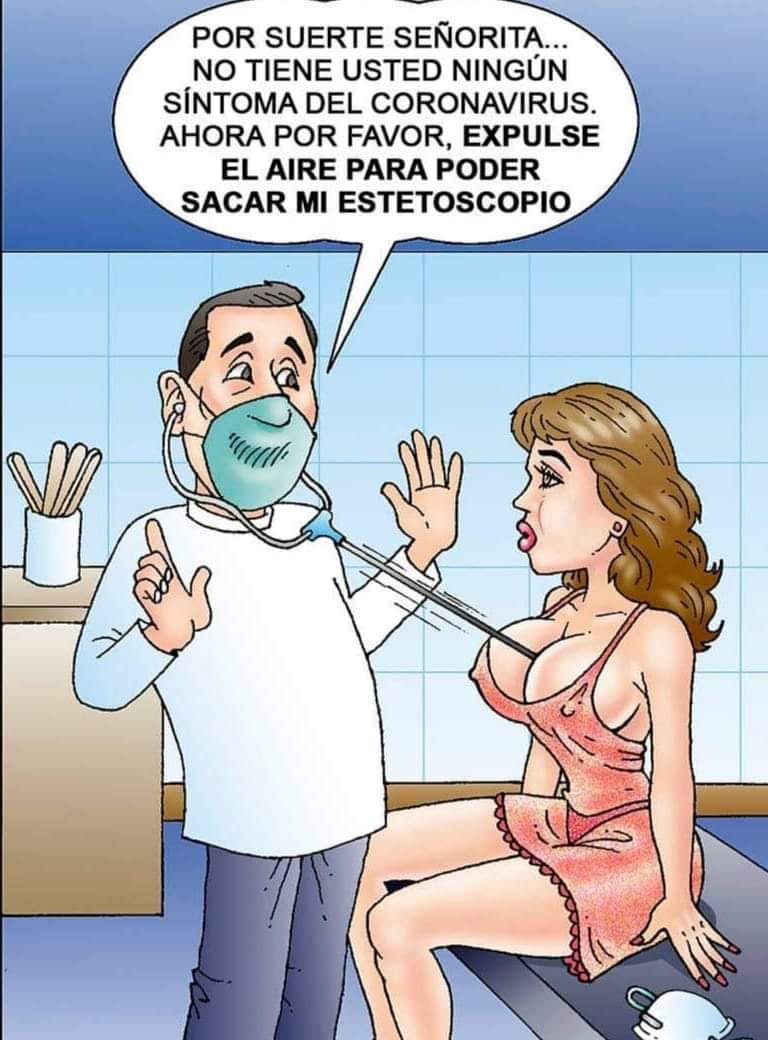 POR SUERTE SEÑORITA...
NO TIENE USTED NINGÚN
SÍNTOMA DEL CORONAVIRUS.
AHORA POR FAVOR, EXPULSE
EL AIRE PARA PODER
SACAR MI ESTETOSCOPIO